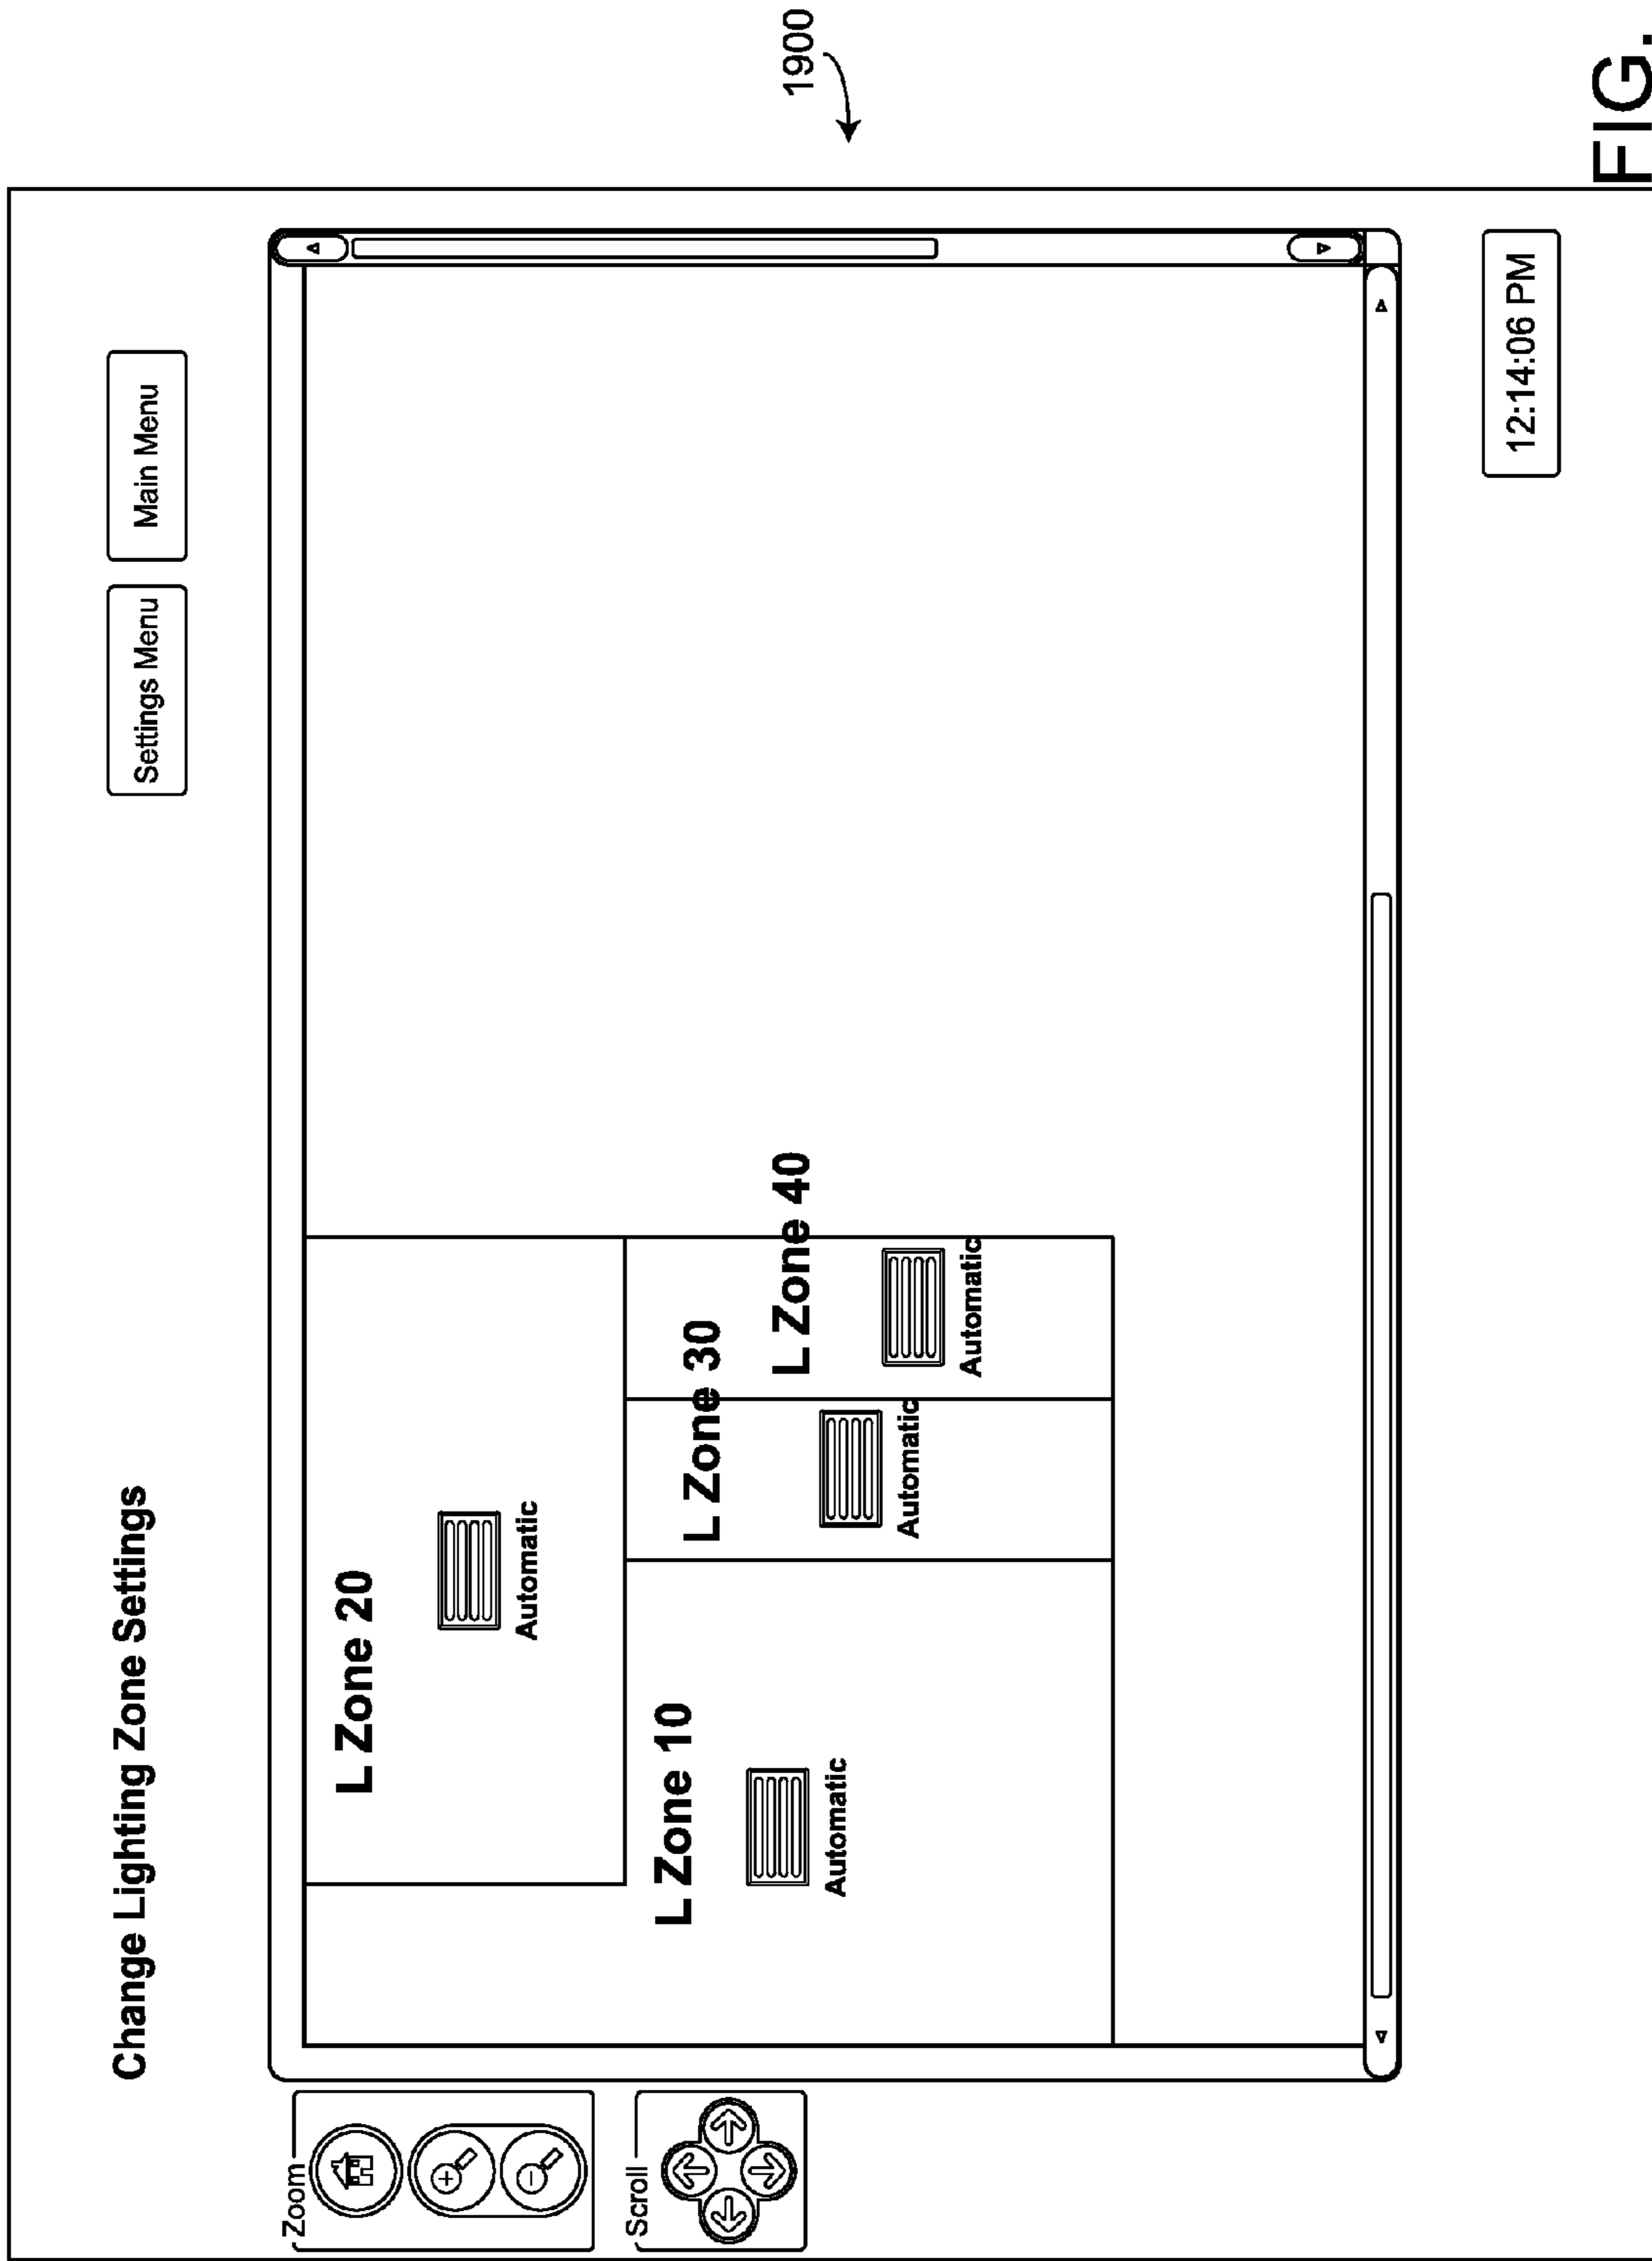 Change Lighting Zone Settings
Settings Menu
Main Menu
Zoom
Scroll
L Zone 20
Automatic
L Zone 10
Automatic
L Zone 30
Automatic
L Zone 40
Automatic
12:14:06 PM
1900
FIG.